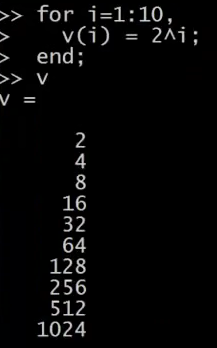 >> for i=1:10,
>   v(i) = 2^i;
> end;
>> v
v =
2
4
8
16
32
64
128
256
512
1024